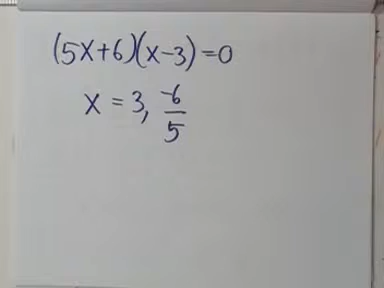 (5x+6)(x-3)=0
x = 3, -6/5